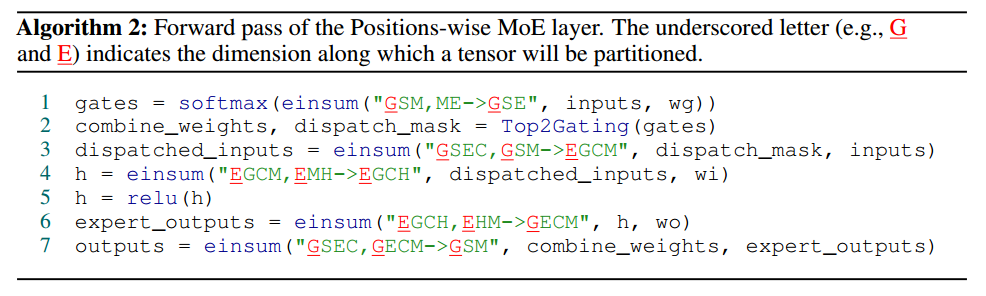 Algorithm 2: Forward pass of the Positions-wise MoE layer. The underscored letter (e.g., G
and E) indicates the dimension along which a tensor will be partitioned.
1 gates = softmax(einsum("GSM,ME->GSE", inputs, wg))
2 combine_weights, dispatch_mask = Top2Gating(gates)
3 dispatched_inputs = einsum("GSEC,GSM->EGCM", dispatch_mask, inputs)
4 h = einsum("EGCM,EMH->EGCH", dispatched_inputs, wi)
5 h = relu(h)
6 expert_outputs = einsum("EGCH,EHM->GECM", h, wo)
7 outputs = einsum("GSEC,GECM->GSM", combine_weights, expert_outputs)